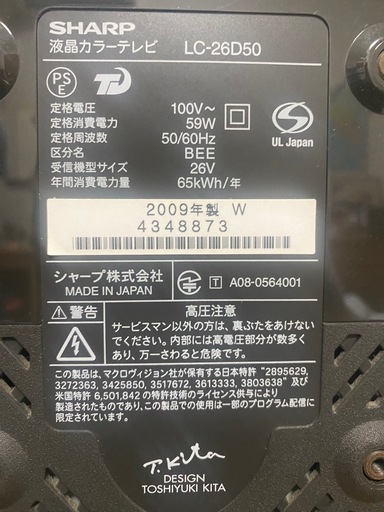 SHARP
液晶カラーテレビ LC-26D50
PS
E
定格電圧 100V～
定格消費電力 59W
定格周波数 50/60Hz
区分名 BEE
受信機型サイズ 26V
年間消費電力量 65kWh/年
UL Japan
2009年製 W
4348873
シャープ株式会社
MADE IN JAPAN
T A08-0564001
警告 高圧注意
サービスマン以外の方は、裏ぶたをあけない
でください。内部には高電圧部分が数多く
あり、万一さわると危険です。
この製品は、マクロヴィジョン社が保有する日本特許 "2895629,
3272363, 3425850, 3517672, 3613333, 3803638" 及び
米国特許 6,501,842 の特許技術のライセンス供与により
製造されたものであり、この製品での使用は一部のプログラム配信に
限定されています。
T. Kita
DESIGN
TOSHIYUKI KITA